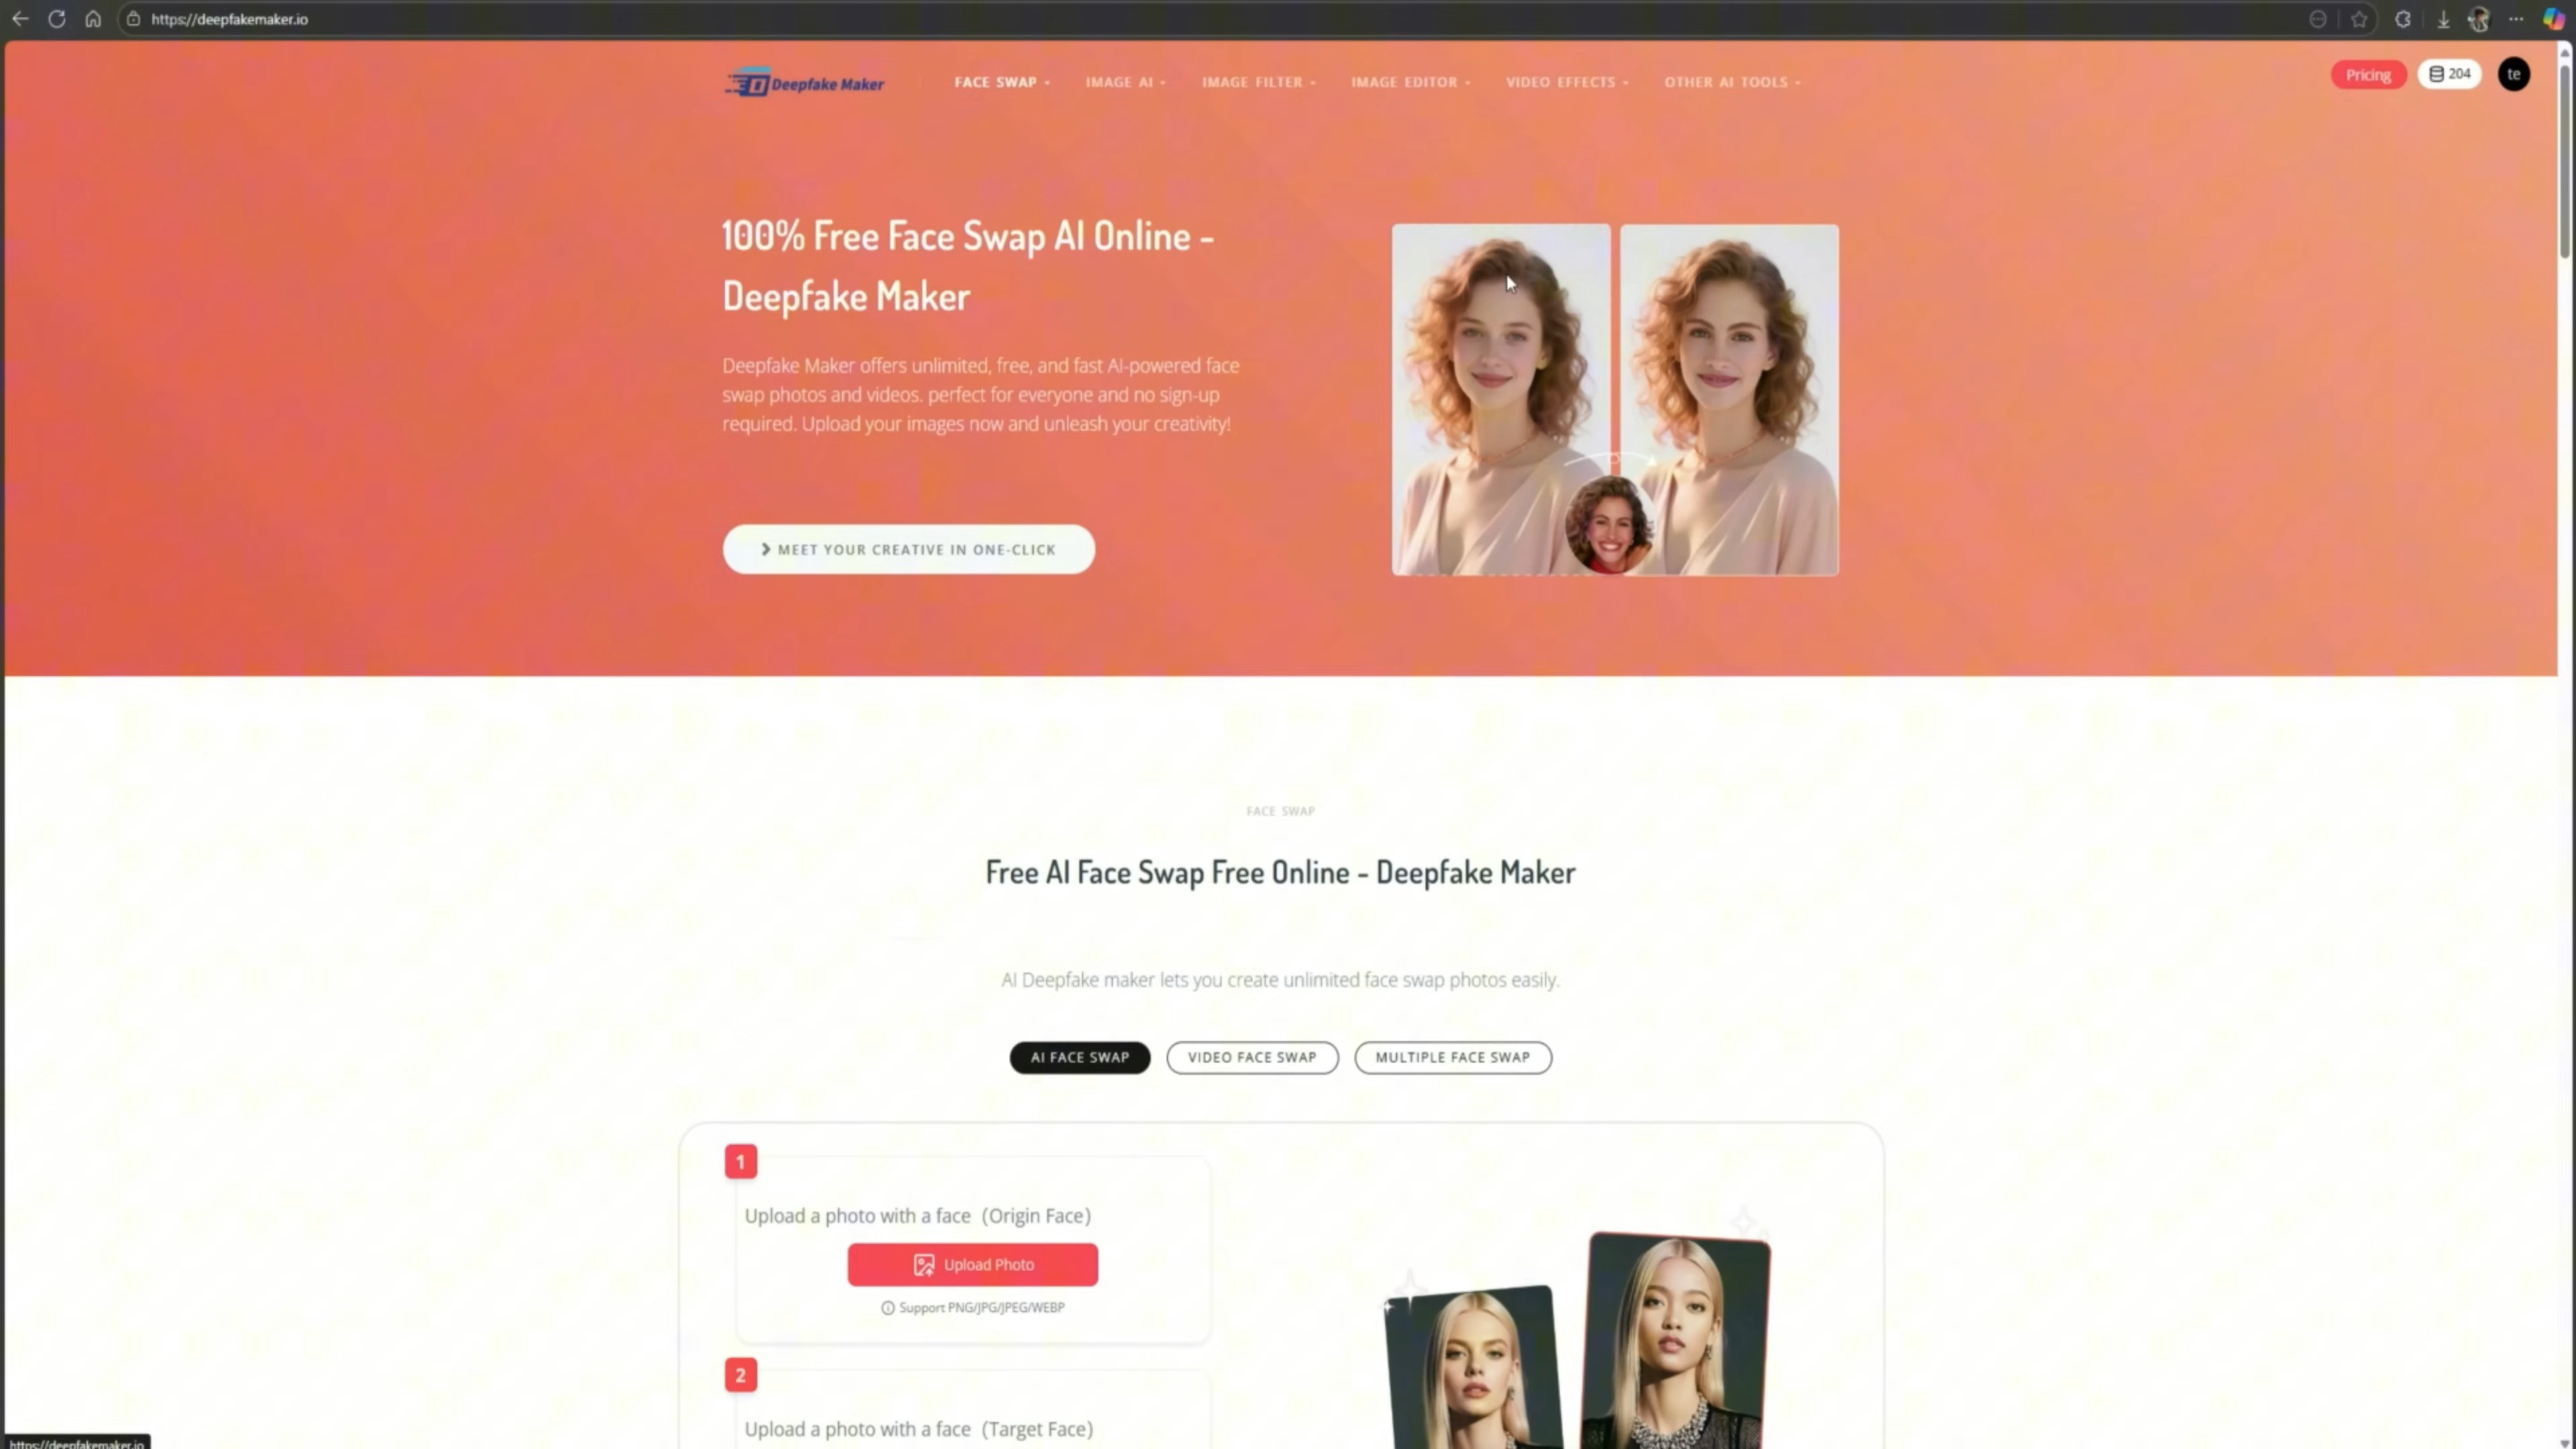 https://deepfakemaker.io
Deepfake Maker
FACE SWAP
IMAGE AI
IMAGE FILTER
IMAGE EDITOR
VIDEO EFFECTS
OTHER AI TOOLS
Pricing
204
te
100% Free Face Swap AI Online -
Deepfake Maker
Deepfake Maker offers unlimited, free, and fast AI-powered face
swap photos and videos. perfect for everyone and no sign-up
required. Upload your images now and unleash your creativity!
MEET YOUR CREATIVE IN ONE-CLICK
FACE SWAP
Free AI Face Swap Free Online - Deepfake Maker
AI Deepfake maker lets you create unlimited face swap photos easily.
AI FACE SWAP
VIDEO FACE SWAP
MULTIPLE FACE SWAP
1
Upload a photo with a face (Origin Face)
Upload Photo
Support PNG/JPG/JPEG/WEBP
2
Upload a photo with a face (Target Face)
https://deepfakemaker.io